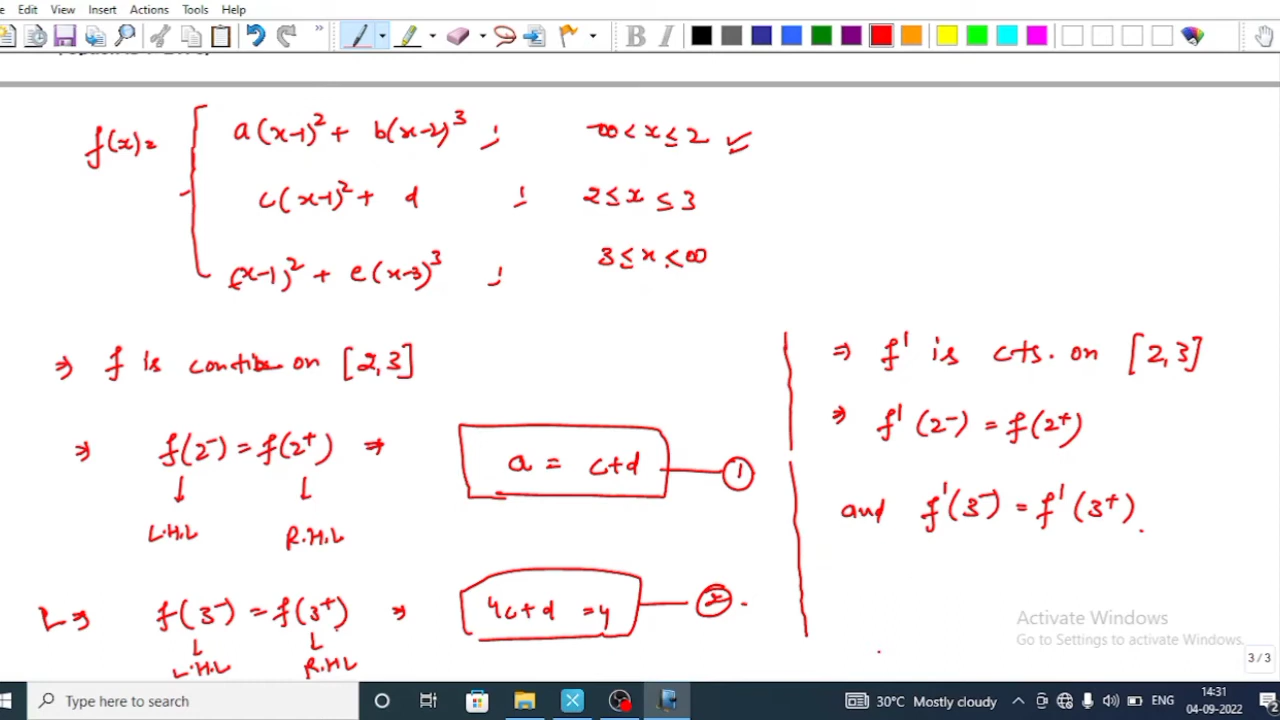 Edit View Insert Actions Tools Help
f(x)=
a(x-1)² + b(x-2)³ ; -∞ < x ≤ 2
c(x-1)² + d ; 2 ≤ x ≤ 3
(x-1)² + e(x-3)³ ; 3 ≤ x < ∞
⇒ f is on [2,3]
⇒ f(2⁻) = f(2⁺) ⇒ a = c+d ①
L.H.L R.H.L
⇒ f(3⁻) = f(3⁺) ⇒ 4c+d = 4 ②
L.H.L R.H.L
⇒ f' is cts. on [2,3]
⇒ f'(2⁻) = f(2⁺)
and f'(3⁻) = f'(3⁺).
Activate Windows
Go to Settings to activate Windows.
3 / 3
Type here to search
30°C Mostly cloudy
ENG
14:31
04-09-2022
2